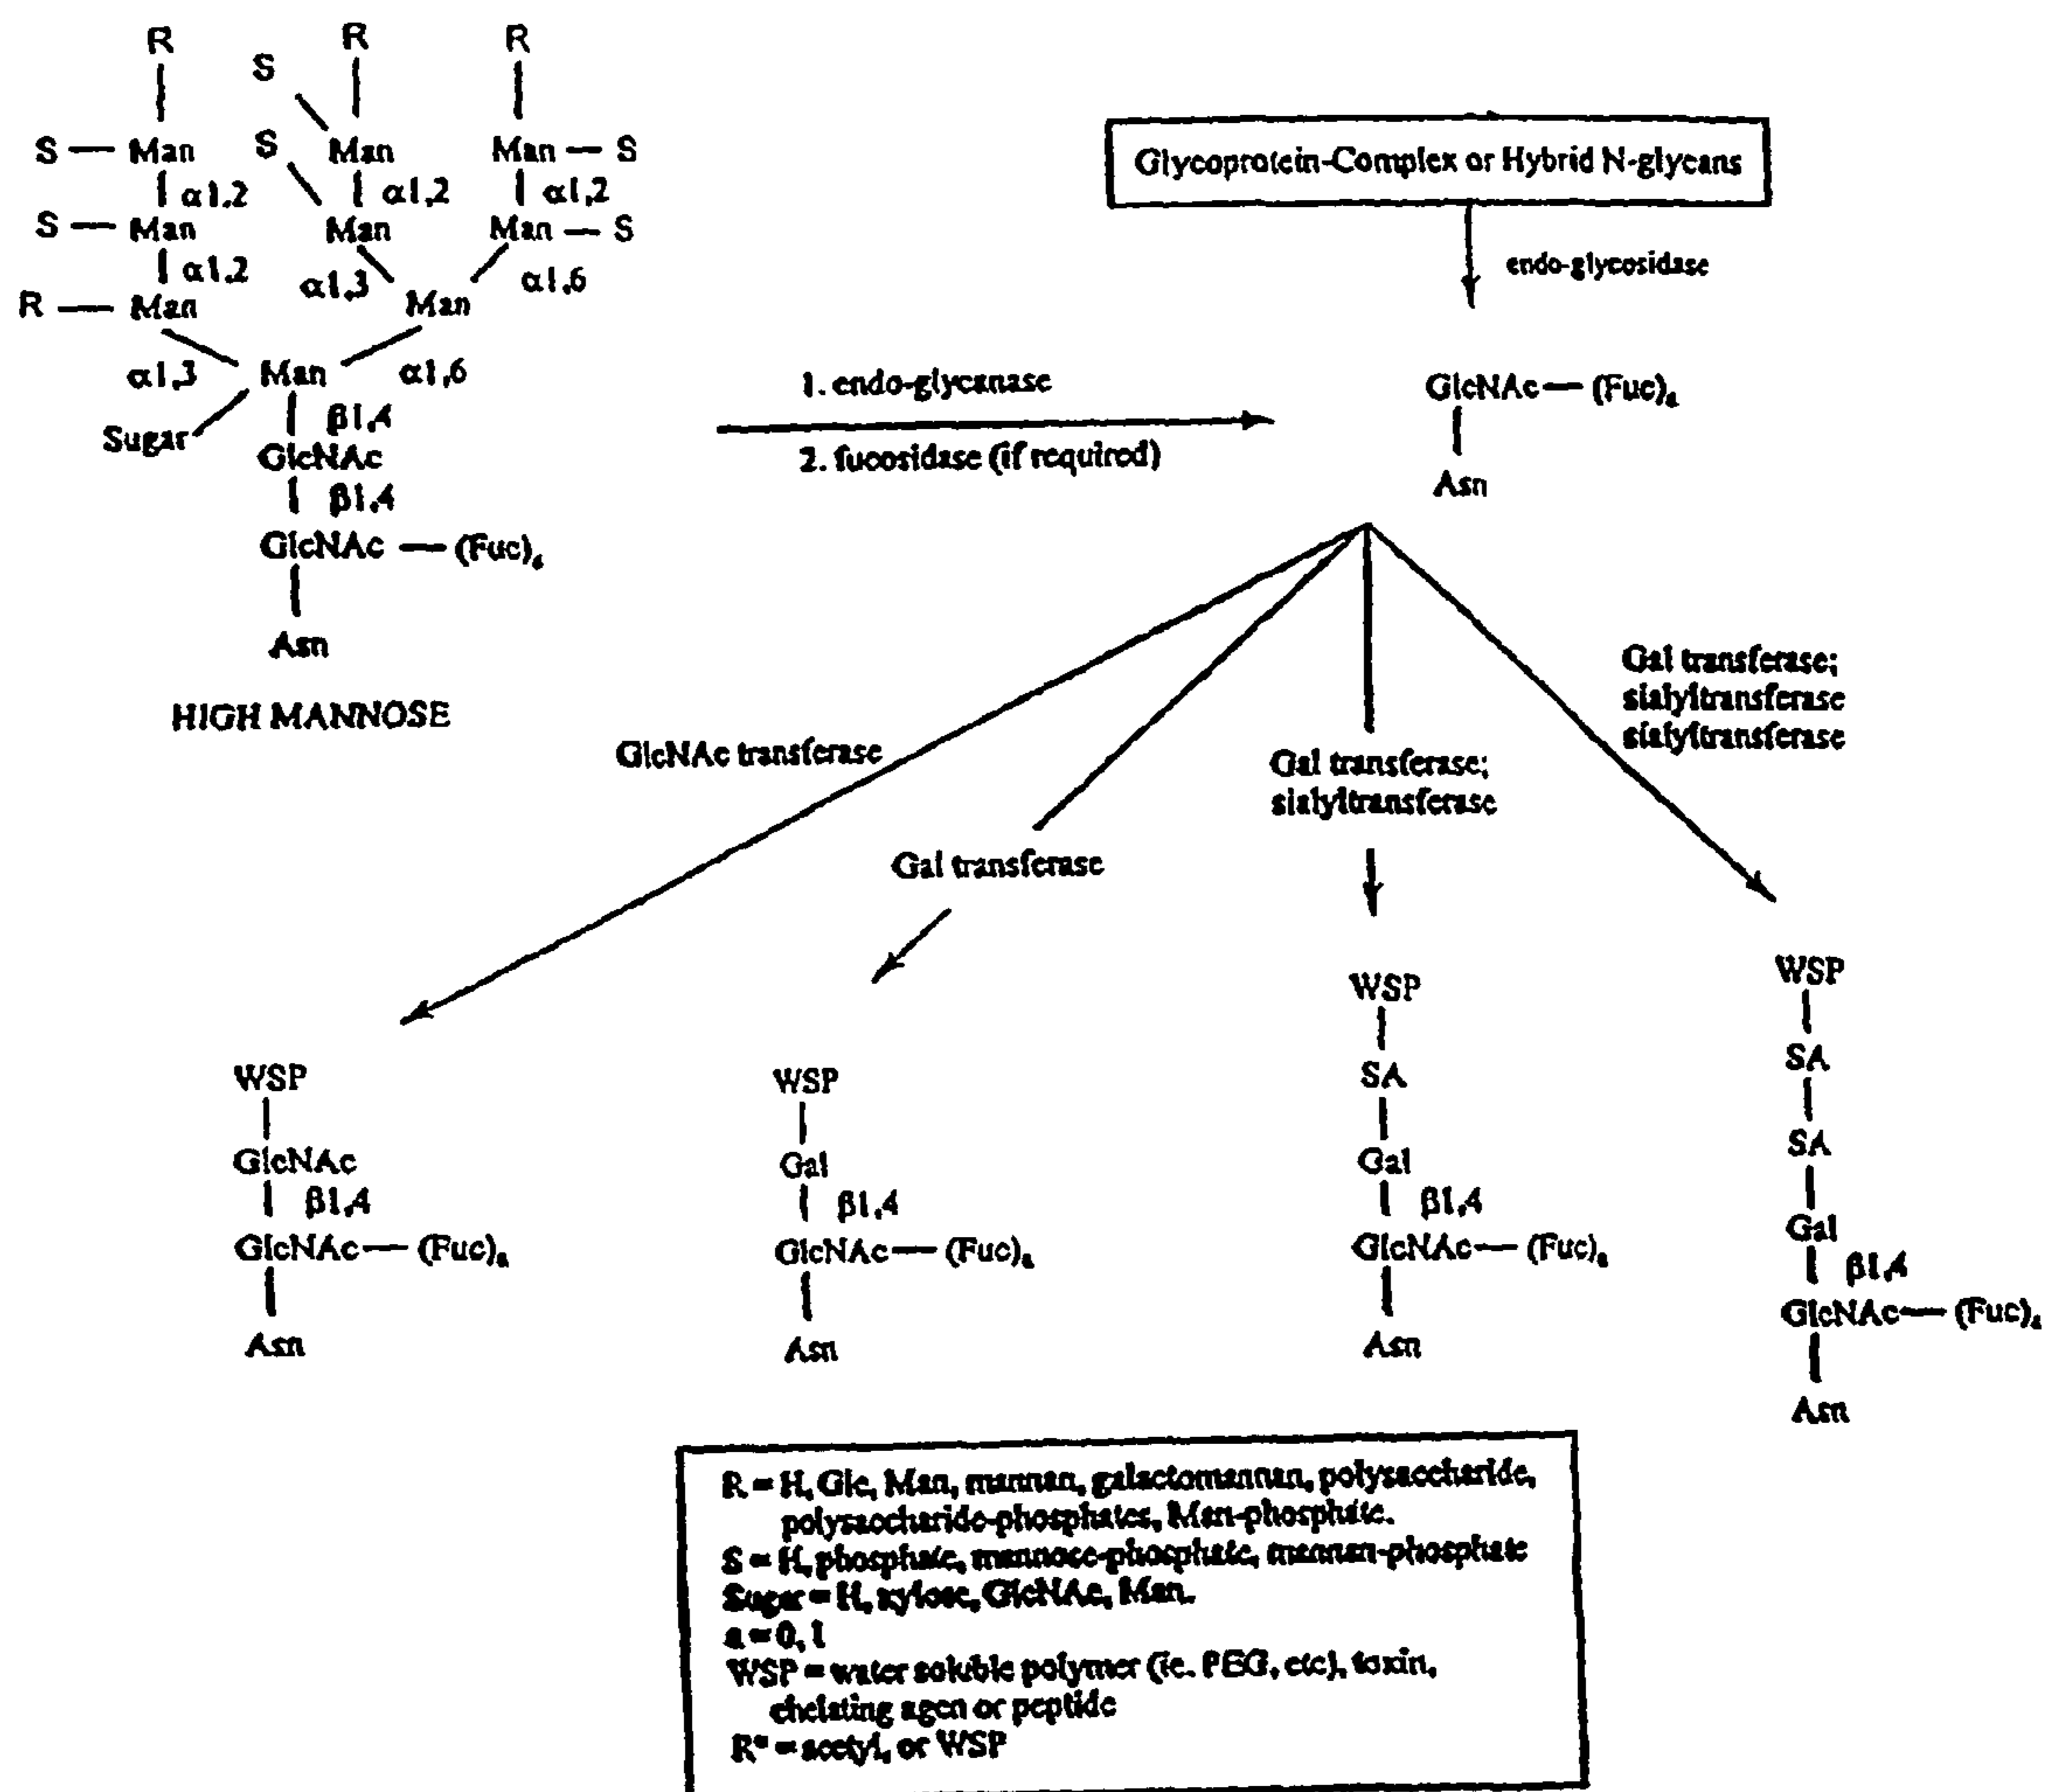 R
R
R
S
S — Man
S
Man
Man — S
α1,2
α1,2
α1,2
S — Man
Man
Man — S
α1,2
α1,3
α1,6
R — Man
Man
α1,3
Man
α1,6
Sugar
β1,4
GlcNAc
β1,4
GlcNAc — (Fuc)a
Asn
HIGH MANNOSE
1. endo-glycanase
2. fucosidase (if required)
Glycoprotein-Complex or Hybrid N-glycans
endo-glycosidase
GlcNAc — (Fuc)a
Asn
GlcNAc transferase
Gal transferase
Gal transferase;
sialyltransferase
Gal transferase;
sialyltransferase
sialyltransferase
WSP
GlcNAc
β1,4
GlcNAc — (Fuc)a
Asn
WSP
Gal
β1,4
GlcNAc — (Fuc)a
Asn
WSP
SA
Gal
β1,4
GlcNAc — (Fuc)a
Asn
WSP
SA
SA
Gal
β1,4
GlcNAc — (Fuc)a
Asn
R = H, Glc, Man, mannan, galactomannan, polysaccharide,
polysaccharide-phosphates, Man-phosphate.
S = H, phosphate, mannose-phosphate, mannan-phosphate
Sugar = H, xylose, GlcNAc, Man.
a = 0, 1
WSP = water soluble polymer (ie. PEG, etc), toxin,
chelating agen or peptide
R* = acetyl, or WSP